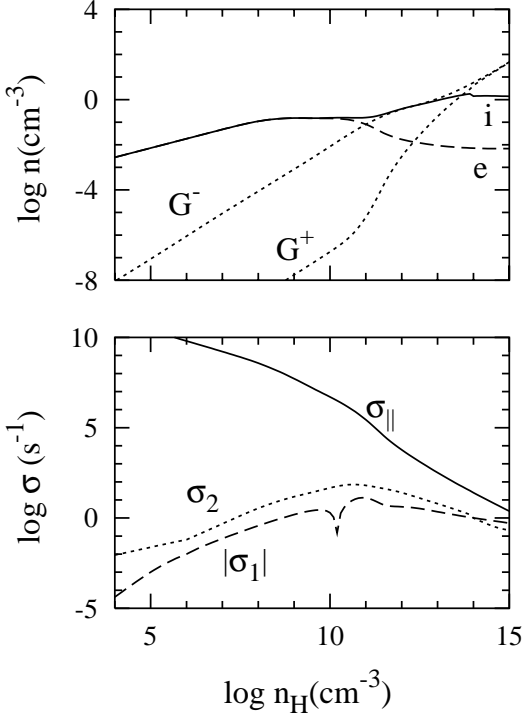 4
0
-4
-8
log n(cm⁻³)
G⁻
G⁺
i
e
10
5
0
-5
log σ (s⁻¹)
σ||
σ₂
|σ₁|
5 10 15
log n_H(cm⁻³)